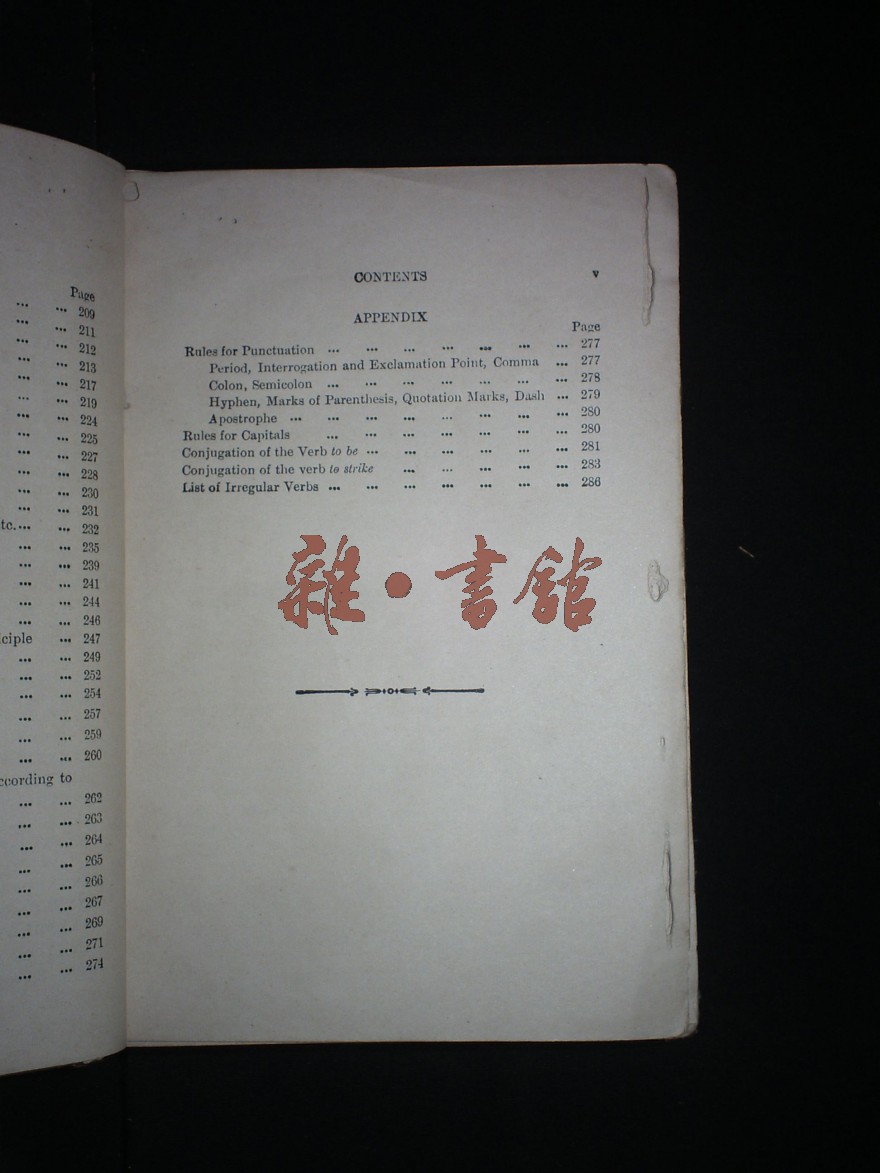 Page
... ... 209
... ... 211
... ... 212
... ... 213
... ... 217
... ... 219
... ... 224
... ... 225
... ... 227
... ... 228
... ... 230
... ... 231
tc.... ... 232
... ... 235
... ... 239
... ... 241
... ... 244
... ... 246
iciple ... 247
... ... 249
... ... 252
... ... 254
... ... 257
... ... 259
... ... 260
ccording to
... ... 262
... ... 263
... ... 264
... ... 265
... ... 266
... ... 267
... ... 269
... ... 271
... ... 274
CONTENTS v
APPENDIX
Page
Rules for Punctuation ... ... ... ... ... ... ... 277
Period, Interrogation and Exclamation Point, Comma ... 277
Colon, Semicolon ... ... ... ... ... ... ... 278
Hyphen, Marks of Parenthesis, Quotation Marks, Dash ... 279
Apostrophe ... ... ... ... ... ... ... ... 280
Rules for Capitals ... ... ... ... ... ... ... 280
Conjugation of the Verb to be ... ... ... ... ... ... 281
Conjugation of the verb to strike ... ... ... ... ... 283
List of Irregular Verbs ... ... ... ... ... ... ... 286
雜•書館